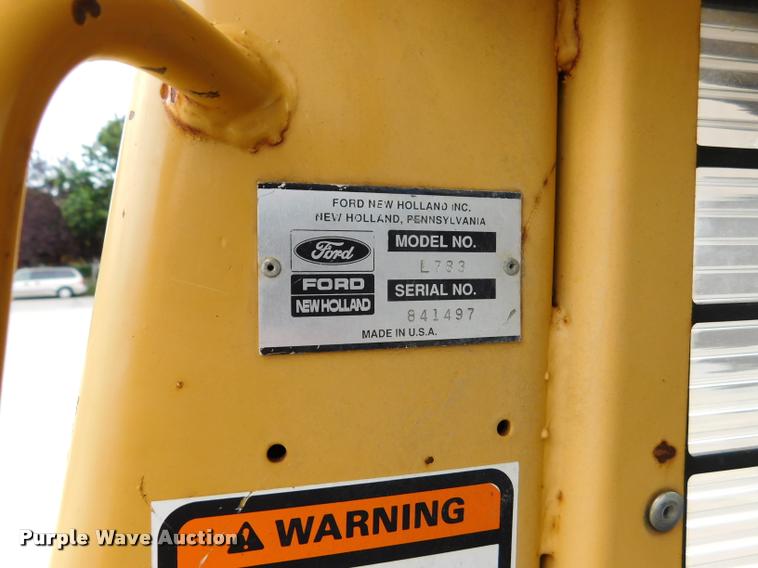 FORD NEW HOLLAND INC.
NEW HOLLAND, PENNSYLVANIA
Ford
FORD
NEW HOLLAND
MODEL NO.
L783
SERIAL NO.
841497
MADE IN U.S.A.
WARNING
Purple Wave Auction